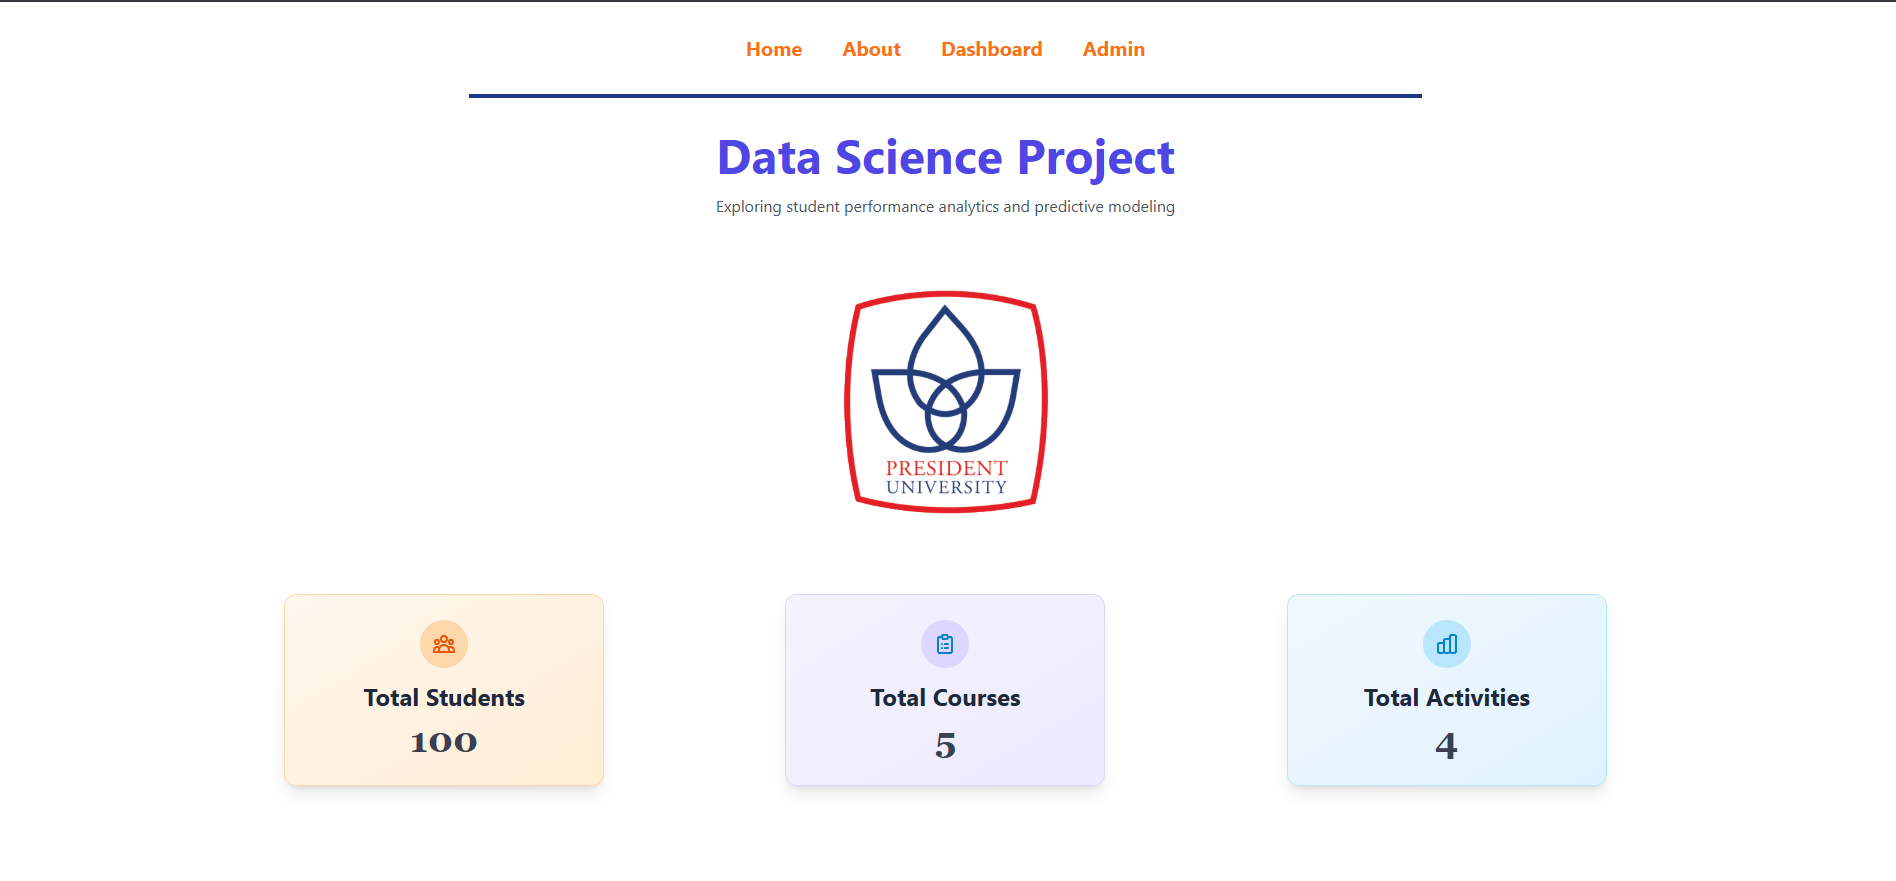 Home About Dashboard Admin
Data Science Project
Exploring student performance analytics and predictive modeling
PRESIDENT
UNIVERSITY
Total Students
100
Total Courses
5
Total Activities
4